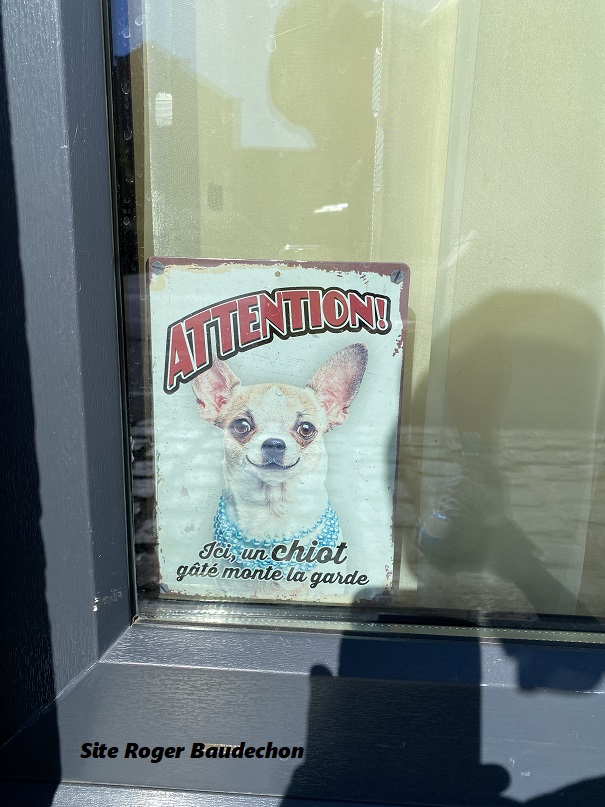 ATTENTION!
Ici, un chiot
gâté monte la garde
Site Roger Baudechon